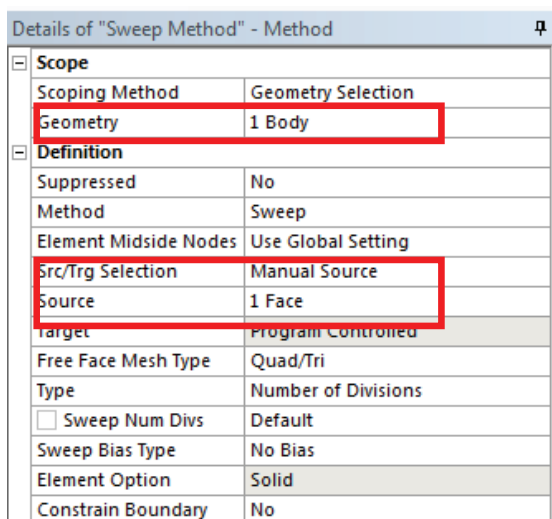 Details of "Sweep Method" - Method
Scope
Scoping Method Geometry Selection
Geometry 1 Body
Definition
Suppressed No
Method Sweep
Element Midside Nodes Use Global Setting
Src/Trg Selection Manual Source
Source 1 Face
Target Program Controlled
Free Face Mesh Type Quad/Tri
Type Number of Divisions
Sweep Num Divs Default
Sweep Bias Type No Bias
Element Option Solid
Constrain Boundary No